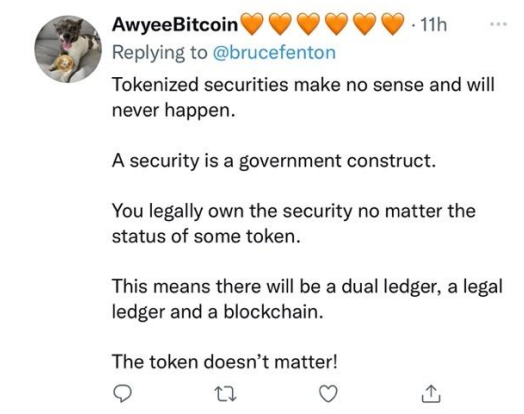 AwyeeBitcoin🧡🧡🧡🧡🧡🧡 · 11h
Replying to @brucefenton
Tokenized securities make no sense and will
never happen.
A security is a government construct.
You legally own the security no matter the
status of some token.
This means there will be a dual ledger, a legal
ledger and a blockchain.
The token doesn’t matter!